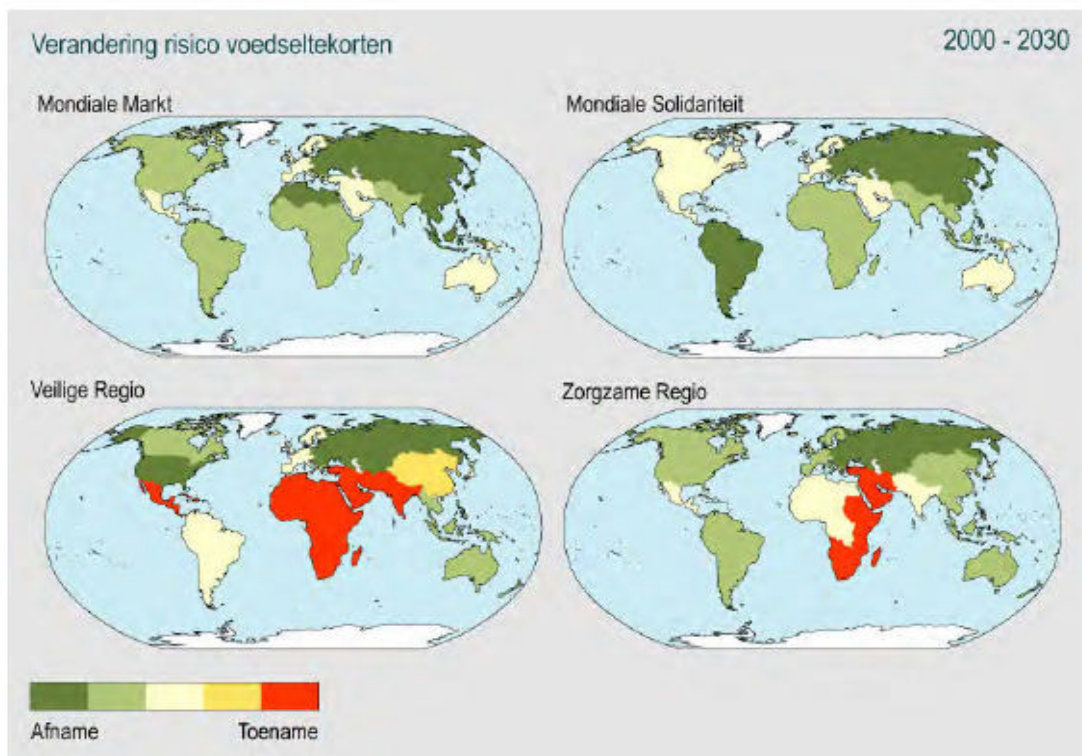 Verandering risico voedseltekorten
2000 - 2030
Mondiale Markt
Mondiale Solidariteit
Veilige Regio
Zorgzame Regio
Afname
Toename